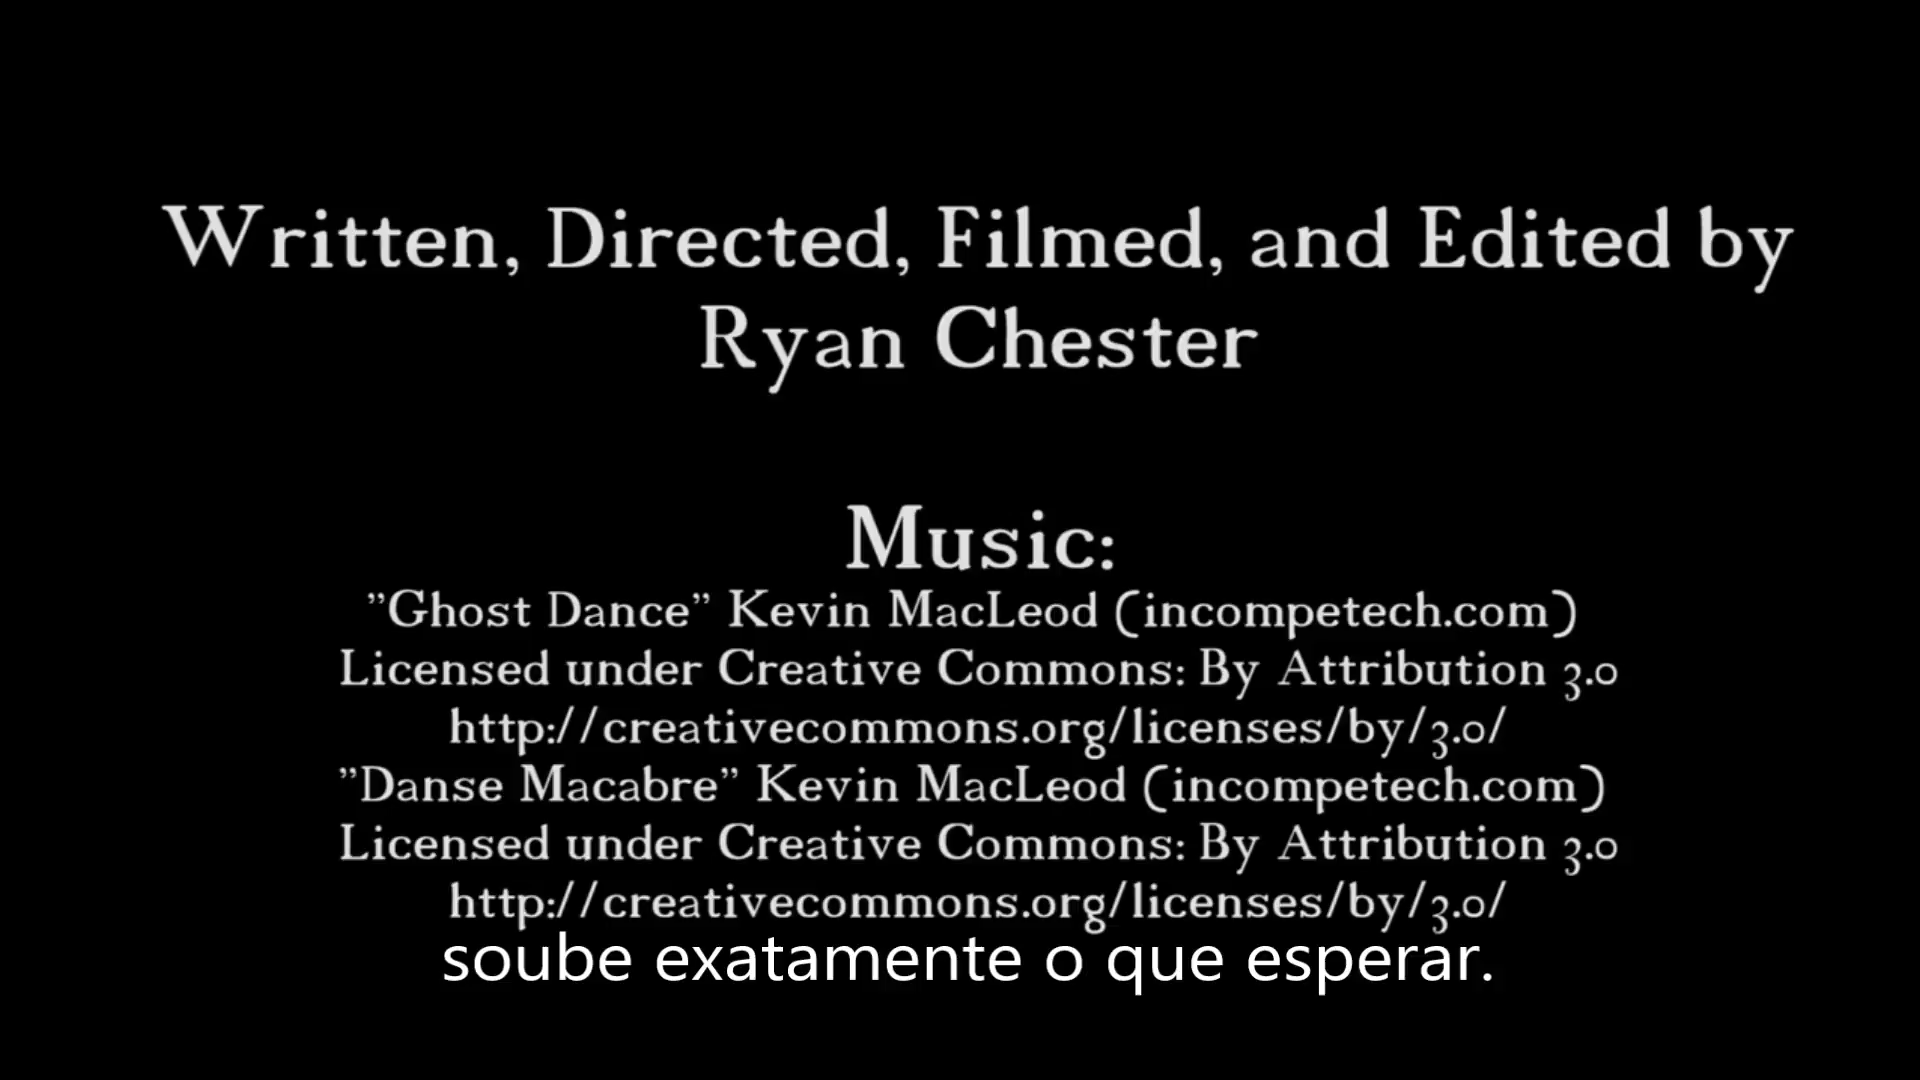 Written, Directed, Filmed, and Edited by
Ryan Chester
Music:
"Ghost Dance" Kevin MacLeod (incompetech.com)
Licensed under Creative Commons: By Attribution 3.0
http://creativecommons.org/licenses/by/3.0/
"Danse Macabre" Kevin MacLeod (incompetech.com)
Licensed under Creative Commons: By Attribution 3.0
http://creativecommons.org/licenses/by/3.0/
soube exatamente o que esperar.